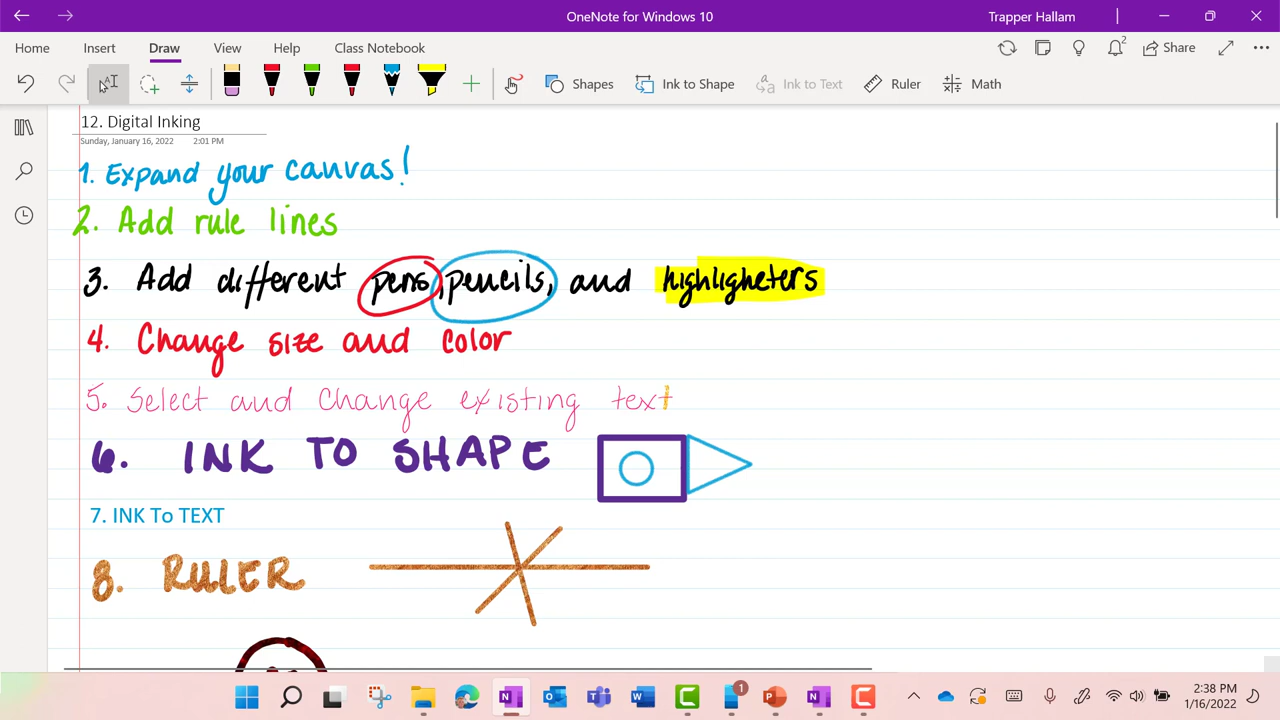 OneNote for Windows 10
Trapper Hallam
Home Insert Draw View Help Class Notebook
2
Share
Shapes Ink to Shape Ink to Text Ruler Math
12. Digital Inking
Sunday, January 16, 2022 2:01 PM
1. Expand your canvas!
2. Add rule lines
3. Add different pens, pencils, and highligheters
4. Change size and color
5. Select and Change existing text
6. INK TO SHAPE
7. INK To TEXT
8. RULER
1
2:38 PM
1/16/2022